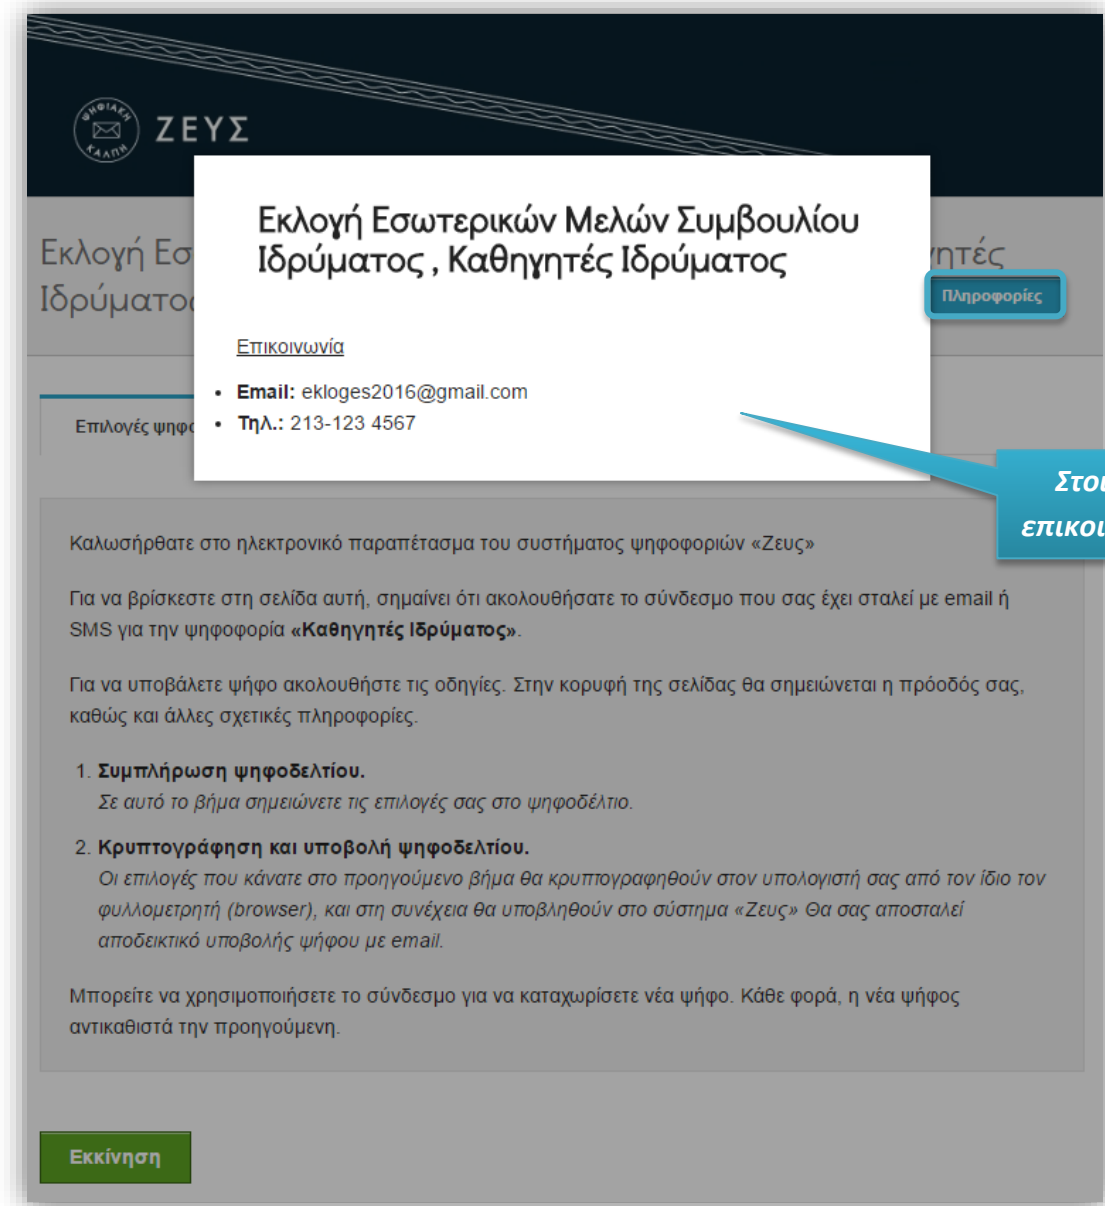 ΨΗΦΙΑΚΗ
ΚΑΛΠΗ
ΖΕΥΣ
Εκλογή Εσωτερικών Μελών Συμβουλίου
Ιδρύματος , Καθηγητές Ιδρύματος
Εκλογή Εσ
γητές
Ιδρύματο
Πληροφορίες
Επικοινωνία
• Email: ekloges2016@gmail.com
• Τηλ.: 213-123 4567
Επιλογές ψηφο
Στοι
επικοι
Καλωσήρθατε στο ηλεκτρονικό παραπέτασμα του συστήματος ψηφοφοριών «Ζευς»
Για να βρίσκεστε στη σελίδα αυτή, σημαίνει ότι ακολουθήσατε το σύνδεσμο που σας έχει σταλεί με email ή
SMS για την ψηφοφορία «Καθηγητές Ιδρύματος».
Για να υποβάλετε ψήφο ακολουθήστε τις οδηγίες. Στην κορυφή της σελίδας θα σημειώνεται η πρόοδός σας,
καθώς και άλλες σχετικές πληροφορίες.
1. Συμπλήρωση ψηφοδελτίου.
Σε αυτό το βήμα σημειώνετε τις επιλογές σας στο ψηφοδέλτιο.
2. Κρυπτογράφηση και υποβολή ψηφοδελτίου.
Οι επιλογές που κάνατε στο προηγούμενο βήμα θα κρυπτογραφηθούν στον υπολογιστή σας από τον ίδιο τον
φυλλομετρητή (browser), και στη συνέχεια θα υποβληθούν στο σύστημα «Ζευς» Θα σας αποσταλεί
αποδεικτικό υποβολής ψήφου με email.
Μπορείτε να χρησιμοποιήσετε το σύνδεσμο για να καταχωρίσετε νέα ψήφο. Κάθε φορά, η νέα ψήφος
αντικαθιστά την προηγούμενη.
Εκκίνηση